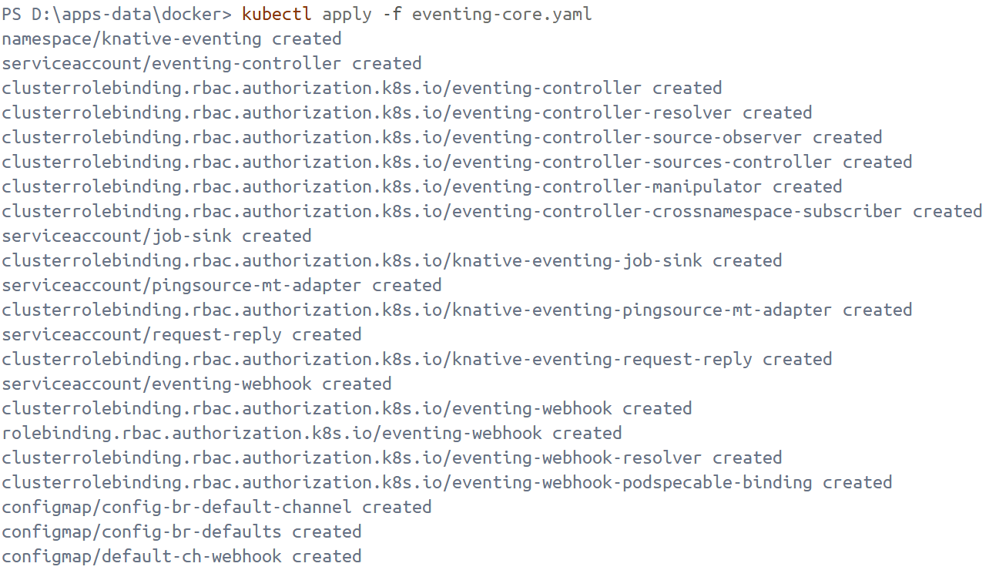 PS D:\apps-data\docker> kubectl apply -f eventing-core.yaml
namespace/knative-eventing created
serviceaccount/eventing-controller created
clusterrolebinding.rbac.authorization.k8s.io/eventing-controller created
clusterrolebinding.rbac.authorization.k8s.io/eventing-controller-resolver created
clusterrolebinding.rbac.authorization.k8s.io/eventing-controller-source-observer created
clusterrolebinding.rbac.authorization.k8s.io/eventing-controller-sources-controller created
clusterrolebinding.rbac.authorization.k8s.io/eventing-controller-manipulator created
clusterrolebinding.rbac.authorization.k8s.io/eventing-controller-crossnamespace-subscriber created
serviceaccount/job-sink created
clusterrolebinding.rbac.authorization.k8s.io/knative-eventing-job-sink created
serviceaccount/pingsource-mt-adapter created
clusterrolebinding.rbac.authorization.k8s.io/knative-eventing-pingsource-mt-adapter created
serviceaccount/request-reply created
clusterrolebinding.rbac.authorization.k8s.io/knative-eventing-request-reply created
serviceaccount/eventing-webhook created
clusterrolebinding.rbac.authorization.k8s.io/eventing-webhook created
rolebinding.rbac.authorization.k8s.io/eventing-webhook created
clusterrolebinding.rbac.authorization.k8s.io/eventing-webhook-resolver created
clusterrolebinding.rbac.authorization.k8s.io/eventing-webhook-podspecable-binding created
configmap/config-br-default-channel created
configmap/config-br-defaults created
configmap/default-ch-webhook created